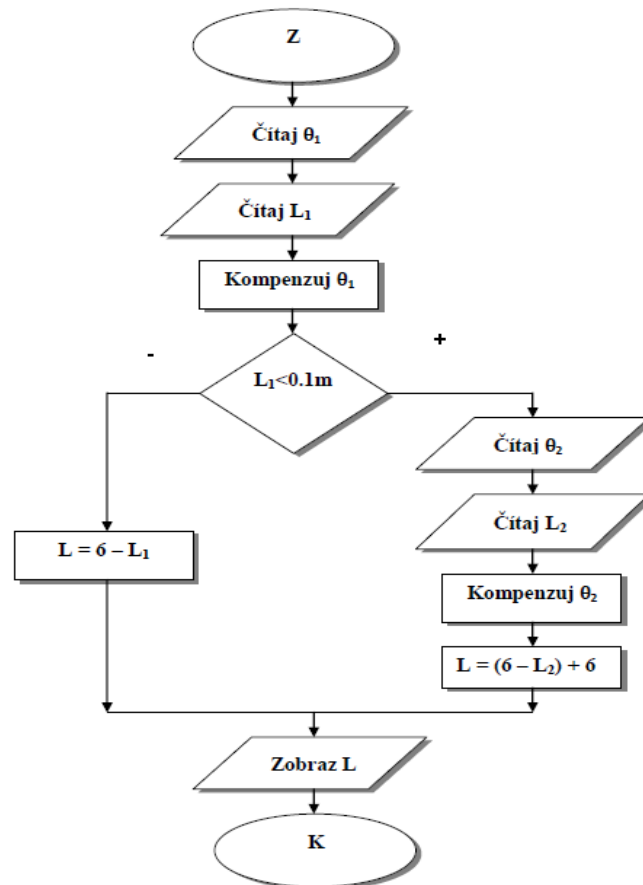 Z
Čítaj θ₁
Čítaj L₁
Kompenzuj θ₁
-
+
L₁<0.1m
Čítaj θ₂
Čítaj L₂
L = 6 – L₁
Kompenzuj θ₂
L = (6 – L₂) + 6
Zobraz L
K